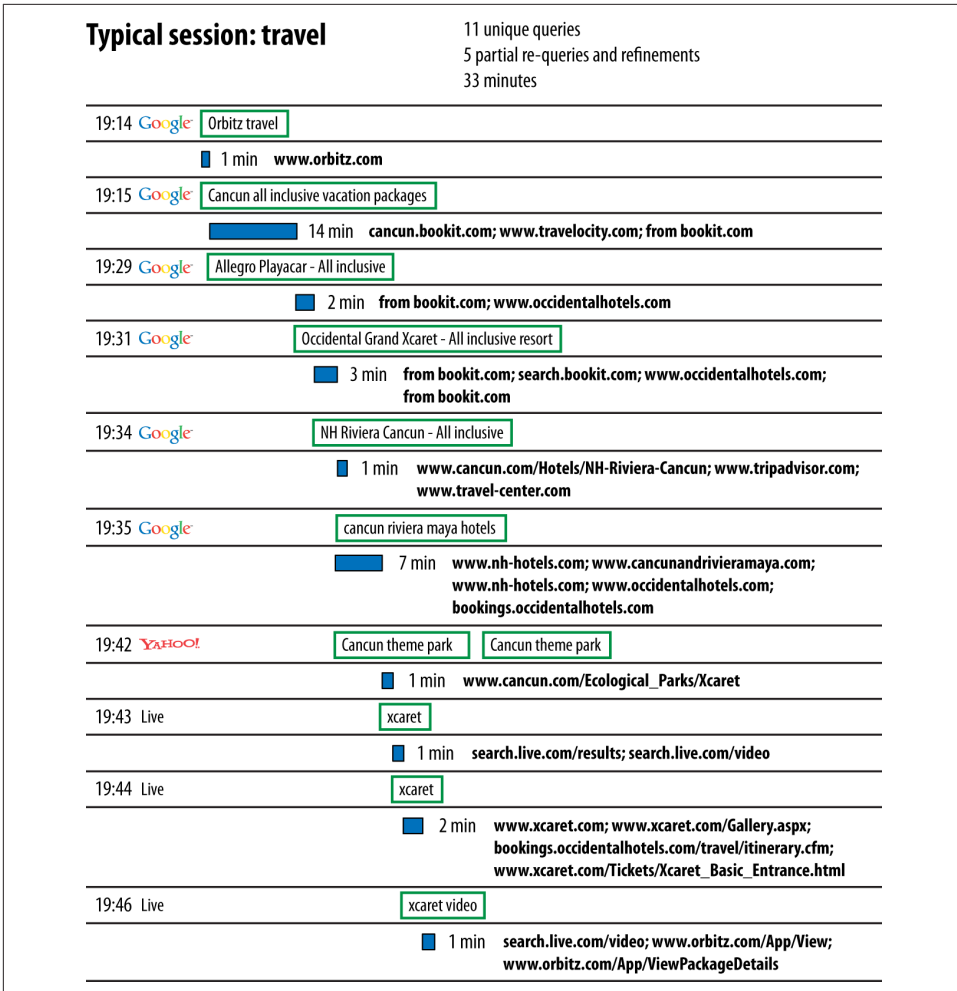 Typical session: travel
11 unique queries
5 partial re-queries and refinements
33 minutes
19:14 Google Orbitz travel
1 min www.orbitz.com
19:15 Google Cancun all inclusive vacation packages
14 min cancun.bookit.com; www.travelocity.com; from bookit.com
19:29 Google Allegro Playacar - All inclusive
2 min from bookit.com; www.occidentalhotels.com
19:31 Google Occidental Grand Xcaret - All inclusive resort
3 min from bookit.com; search.bookit.com; www.occidentalhotels.com;
from bookit.com
19:34 Google NH Riviera Cancun - All inclusive
1 min www.cancun.com/Hotels/NH-Riviera-Cancun; www.tripadvisor.com;
www.travel-center.com
19:35 Google cancun riviera maya hotels
7 min www.nh-hotels.com; www.cancunandrivieramaya.com;
www.nh-hotels.com; www.occidentalhotels.com;
bookings.occidentalhotels.com
19:42 YAHOO! Cancun theme park Cancun theme park
1 min www.cancun.com/Ecological_Parks/Xcaret
19:43 Live xcaret
1 min search.live.com/results; search.live.com/video
19:44 Live xcaret
2 min www.xcaret.com; www.xcaret.com/Gallery.aspx;
bookings.occidentalhotels.com/travel/itinerary.cfm;
www.xcaret.com/Tickets/Xcaret_Basic_Entrance.html
19:46 Live xcaret video
1 min search.live.com/video; www.orbitz.com/App/View;
www.orbitz.com/App/ViewPackageDetails